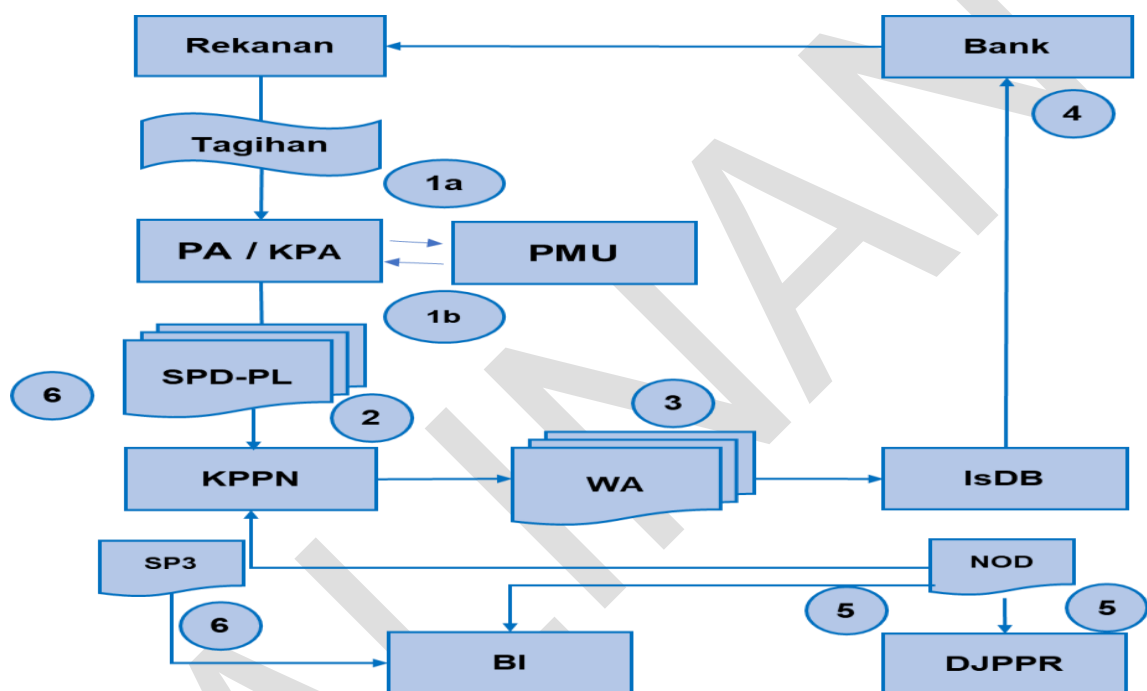 Rekanan
Bank
4
Tagihan
1a
PA / KPA
PMU
1b
SPD-PL
6
2
3
KPPN
WA
IsDB
SP3
NOD
6
5
5
BI
DJPPR